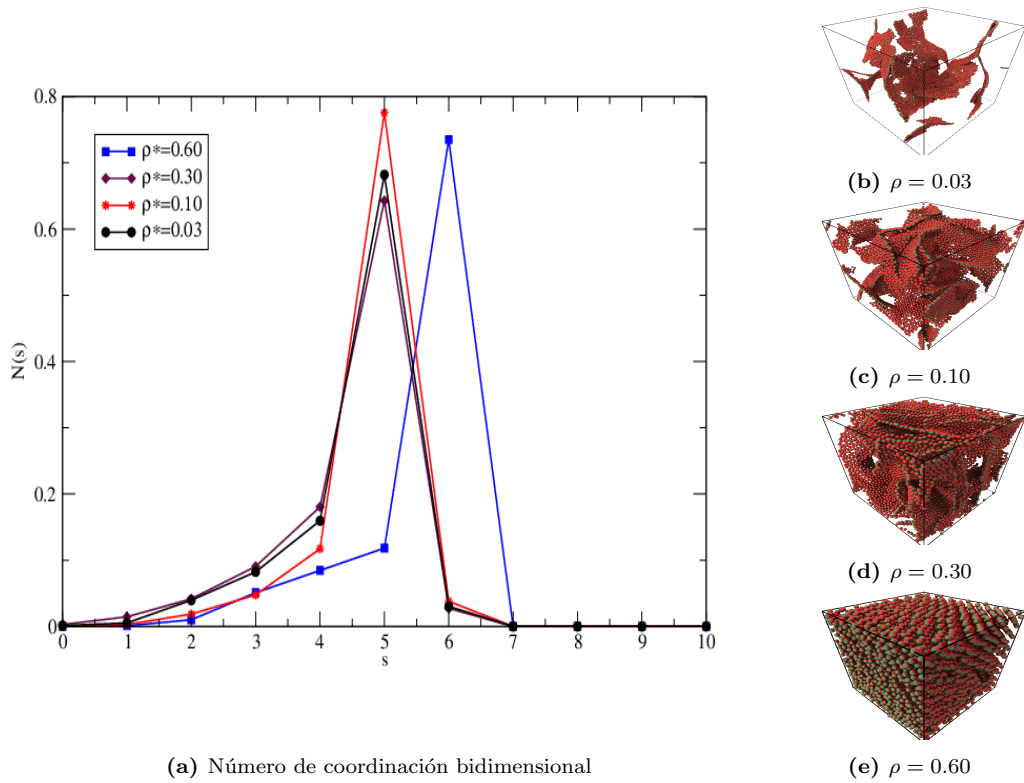 0.8
0.6
0.4
0.2
0
N(s)
ρ*=0.60
ρ*=0.30
ρ*=0.10
ρ*=0.03
0 1 2 3 4 5 6 7 8 9 10
s
(a) Número de coordinación bidimensional
(b) ρ = 0.03
(c) ρ = 0.10
(d) ρ = 0.30
(e) ρ = 0.60